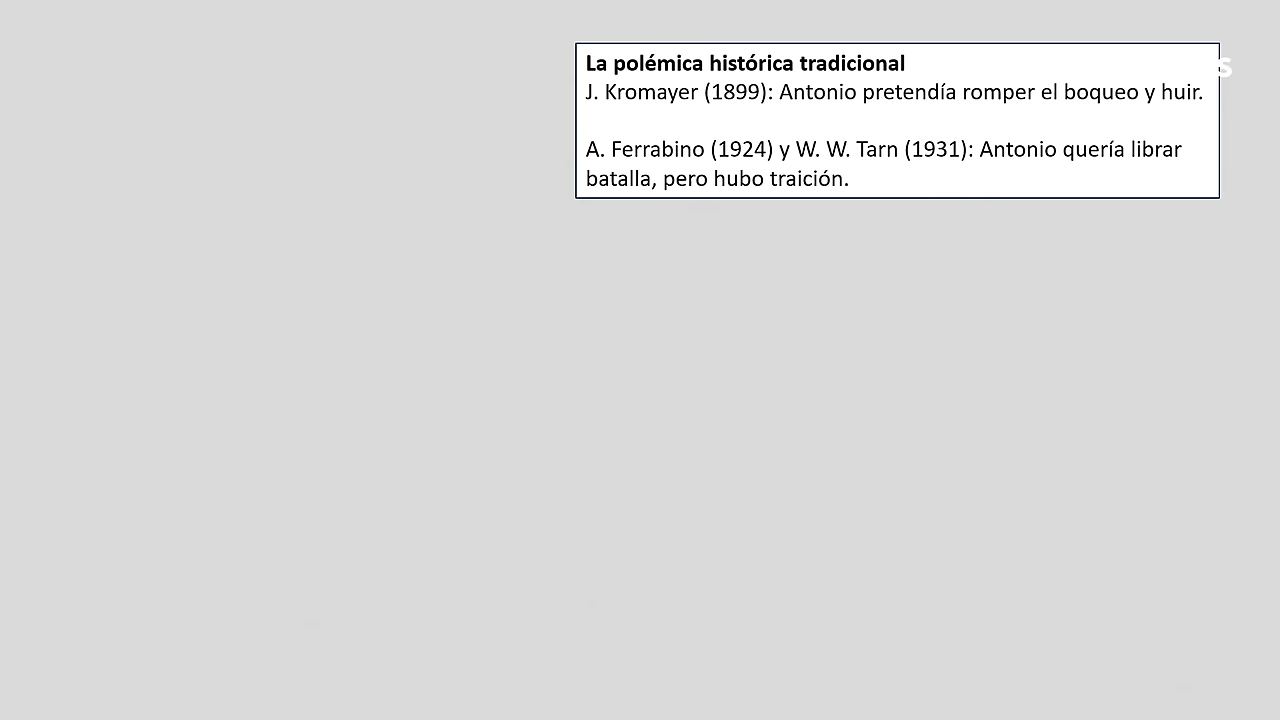 La polémica histórica tradicional
J. Kromayer (1899): Antonio pretendía romper el boqueo y huir.
A. Ferrabino (1924) y W. W. Tarn (1931): Antonio quería librar
batalla, pero hubo traición.